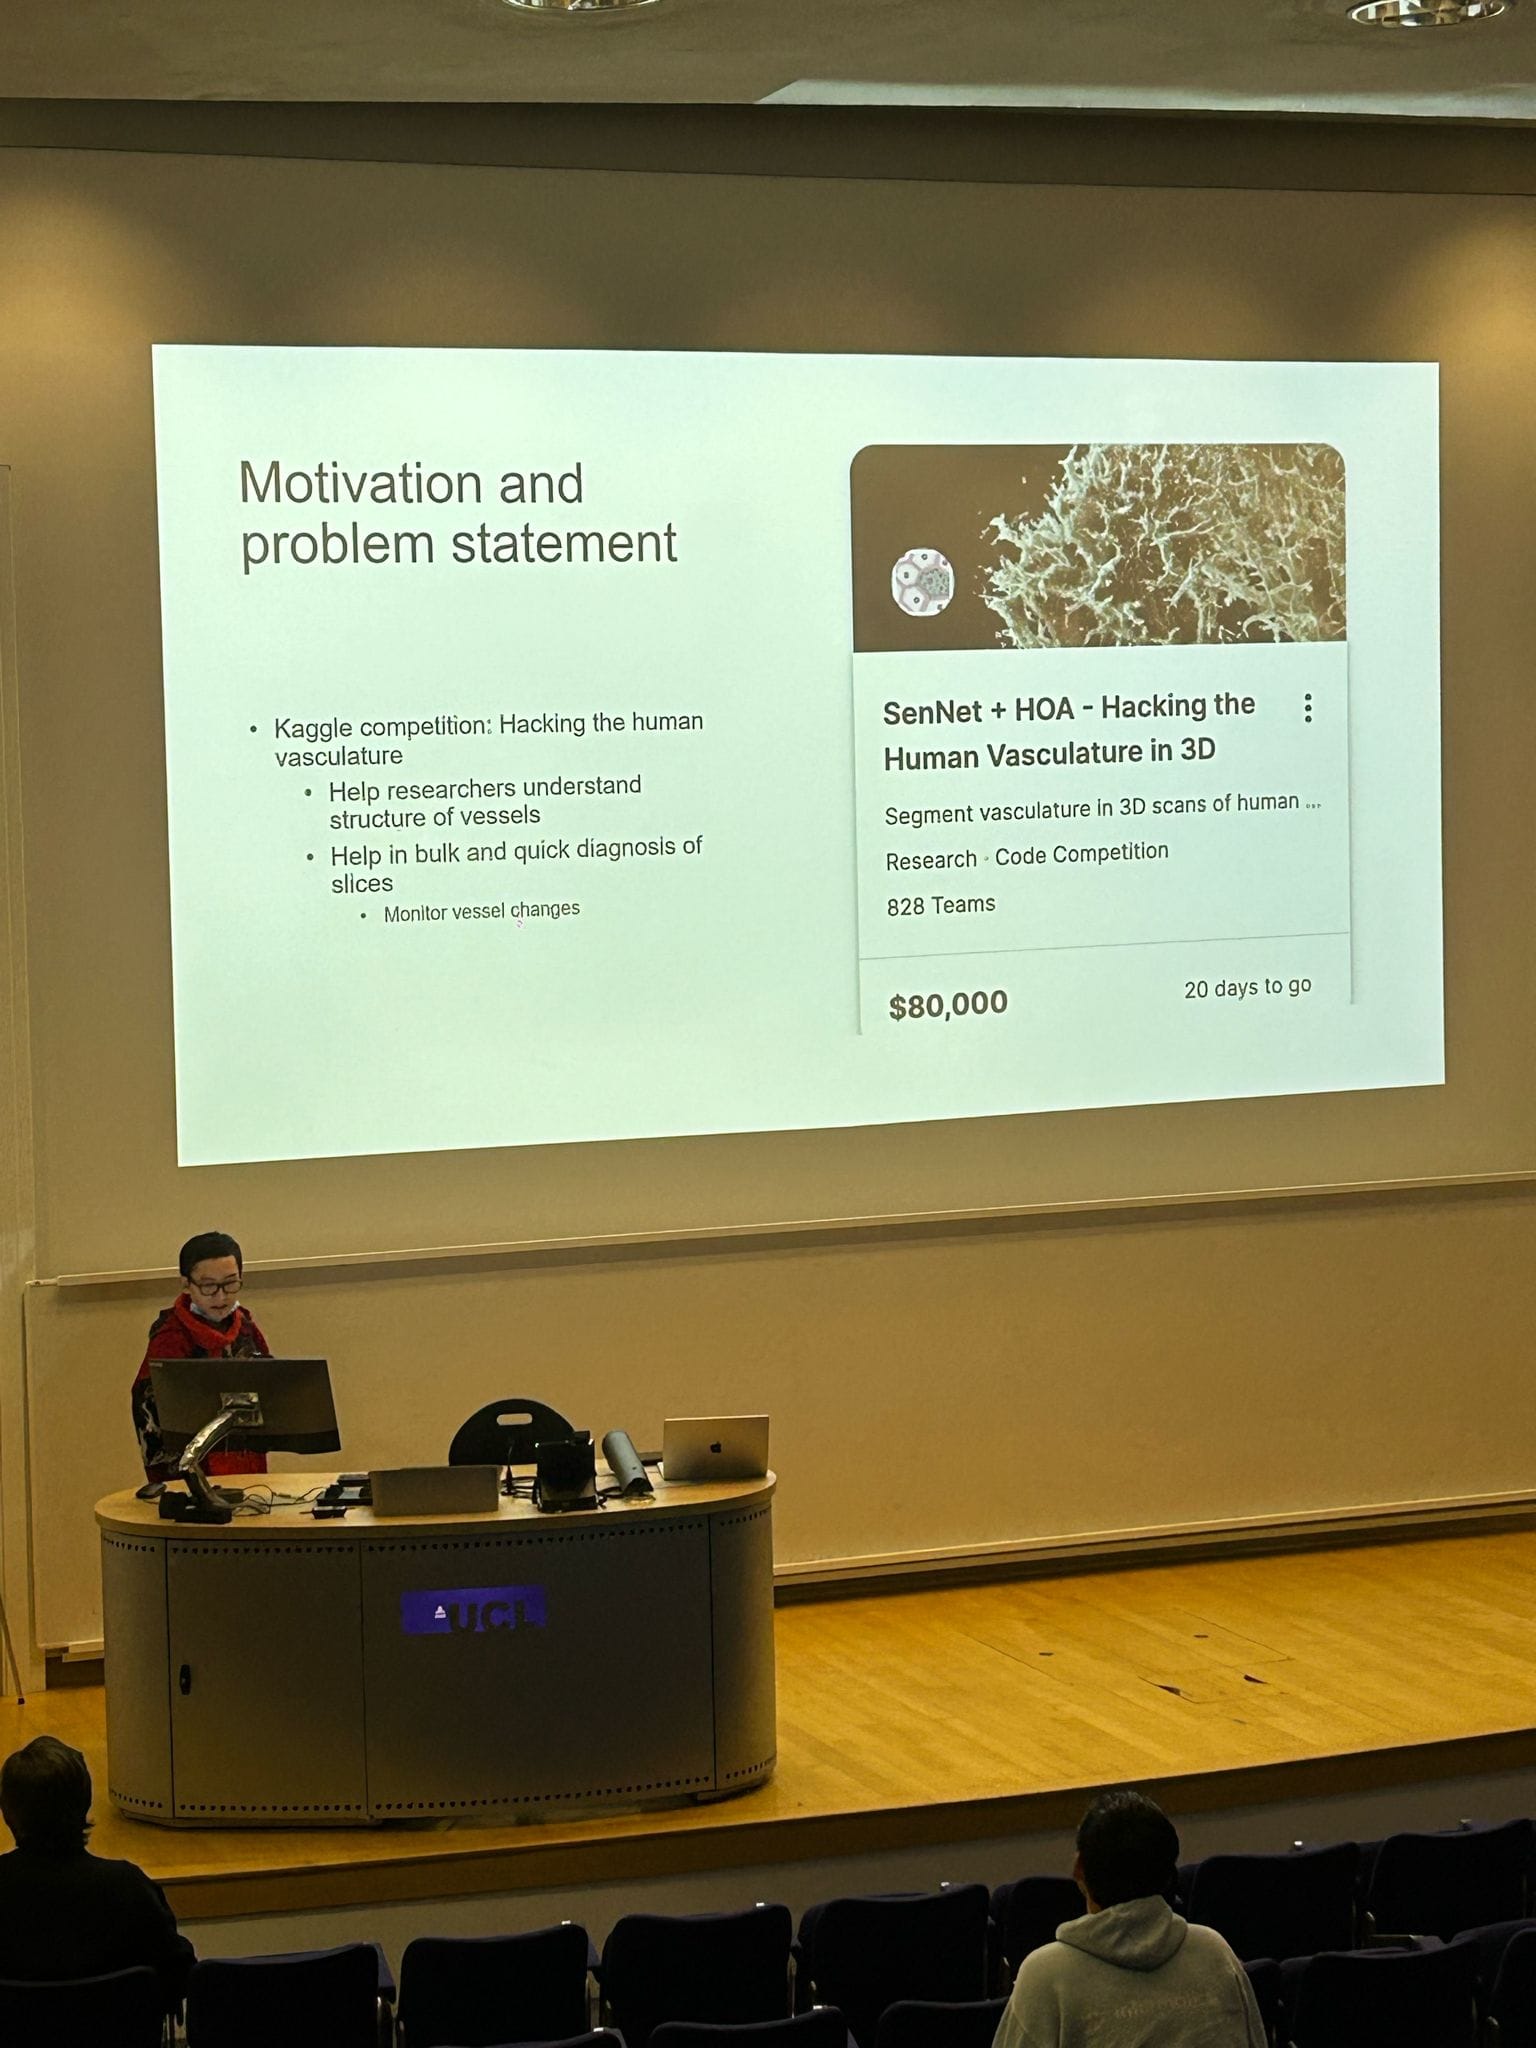 Motivation and
problem statement
• Kaggle competition: Hacking the human
vasculature
• Help researchers understand
structure of vessels
• Help in bulk and quick diagnosis of
slices
• Monitor vessel changes
SenNet + HOA - Hacking the
Human Vasculature in 3D
Segment vasculature in 3D scans of human ...
Research · Code Competition
828 Teams
$80,000
20 days to go
UCL